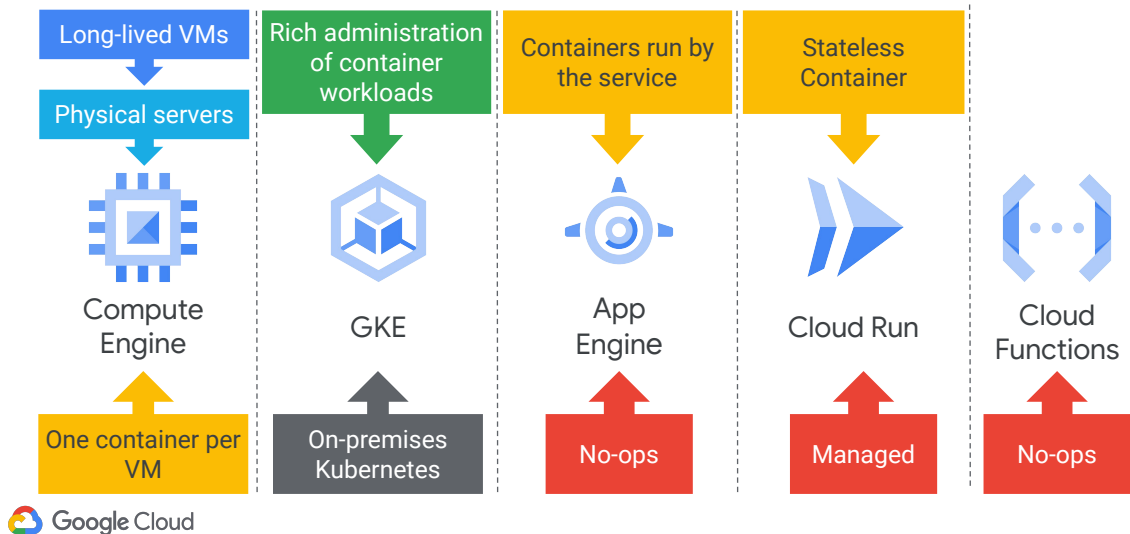 Long-lived VMs
Physical servers
Compute
Engine
One container per
VM
Rich administration
of container
workloads
GKE
On-premises
Kubernetes
Containers run by
the service
App
Engine
No-ops
Stateless
Container
Cloud Run
Managed
Cloud
Functions
No-ops
Google Cloud